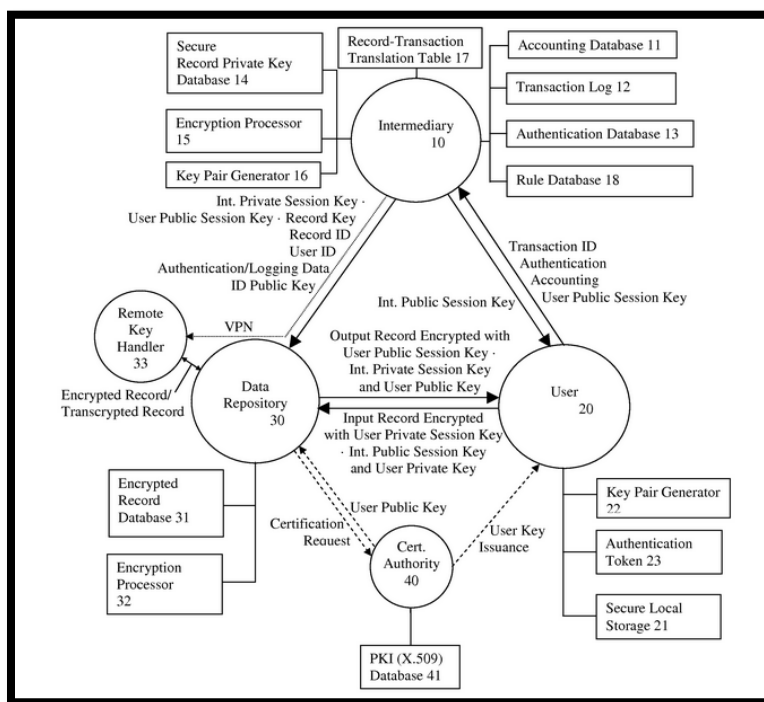 Secure
Record Private Key
Database 14
Record-Transaction
Translation Table 17
Accounting Database 11
Transaction Log 12
Encryption Processor
15
Intermediary
10
Authentication Database 13
Key Pair Generator 16
Rule Database 18
Int. Private Session Key ·
User Public Session Key · Record Key
Record ID
User ID
Authentication/Logging Data
ID Public Key
Transaction ID
Authentication
Accounting
User Public Session Key
Int. Public Session Key
Remote
Key
Handler
33
VPN
Output Record Encrypted with
User Public Session Key ·
Int. Private Session Key
and User Public Key
Encrypted Record/
Transcrypted Record
Data
Repository
30
User
20
Input Record Encrypted
with User Private Session Key
· Int. Public Session Key
and User Private Key
Encrypted
Record
Database 31
User Public Key
Certification
Request
User Key
Issuance
Key Pair Generator
22
Encryption
Processor
32
Cert.
Authority
40
Authentication
Token 23
Secure Local
Storage 21
PKI (X.509)
Database 41